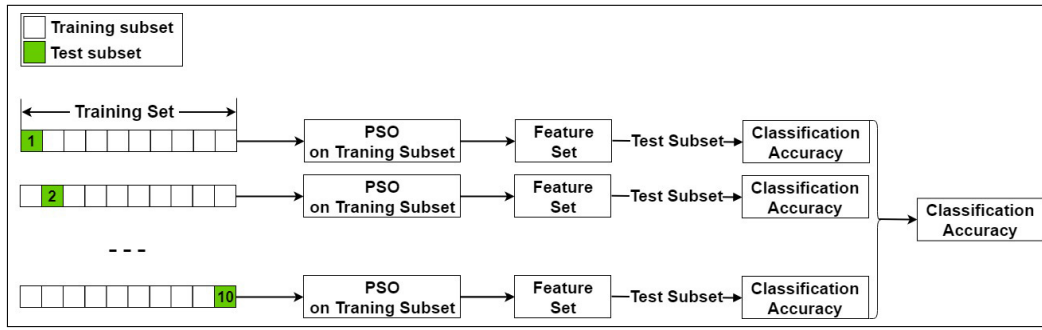 Training subset
Test subset
Training Set
1
PSO
on Traning Subset
Feature
Set
Test Subset
Classification
Accuracy
2
PSO
on Traning Subset
Feature
Set
Test Subset
Classification
Accuracy
Classification
Accuracy
- - -
10
PSO
on Traning Subset
Feature
Set
Test Subset
Classification
Accuracy